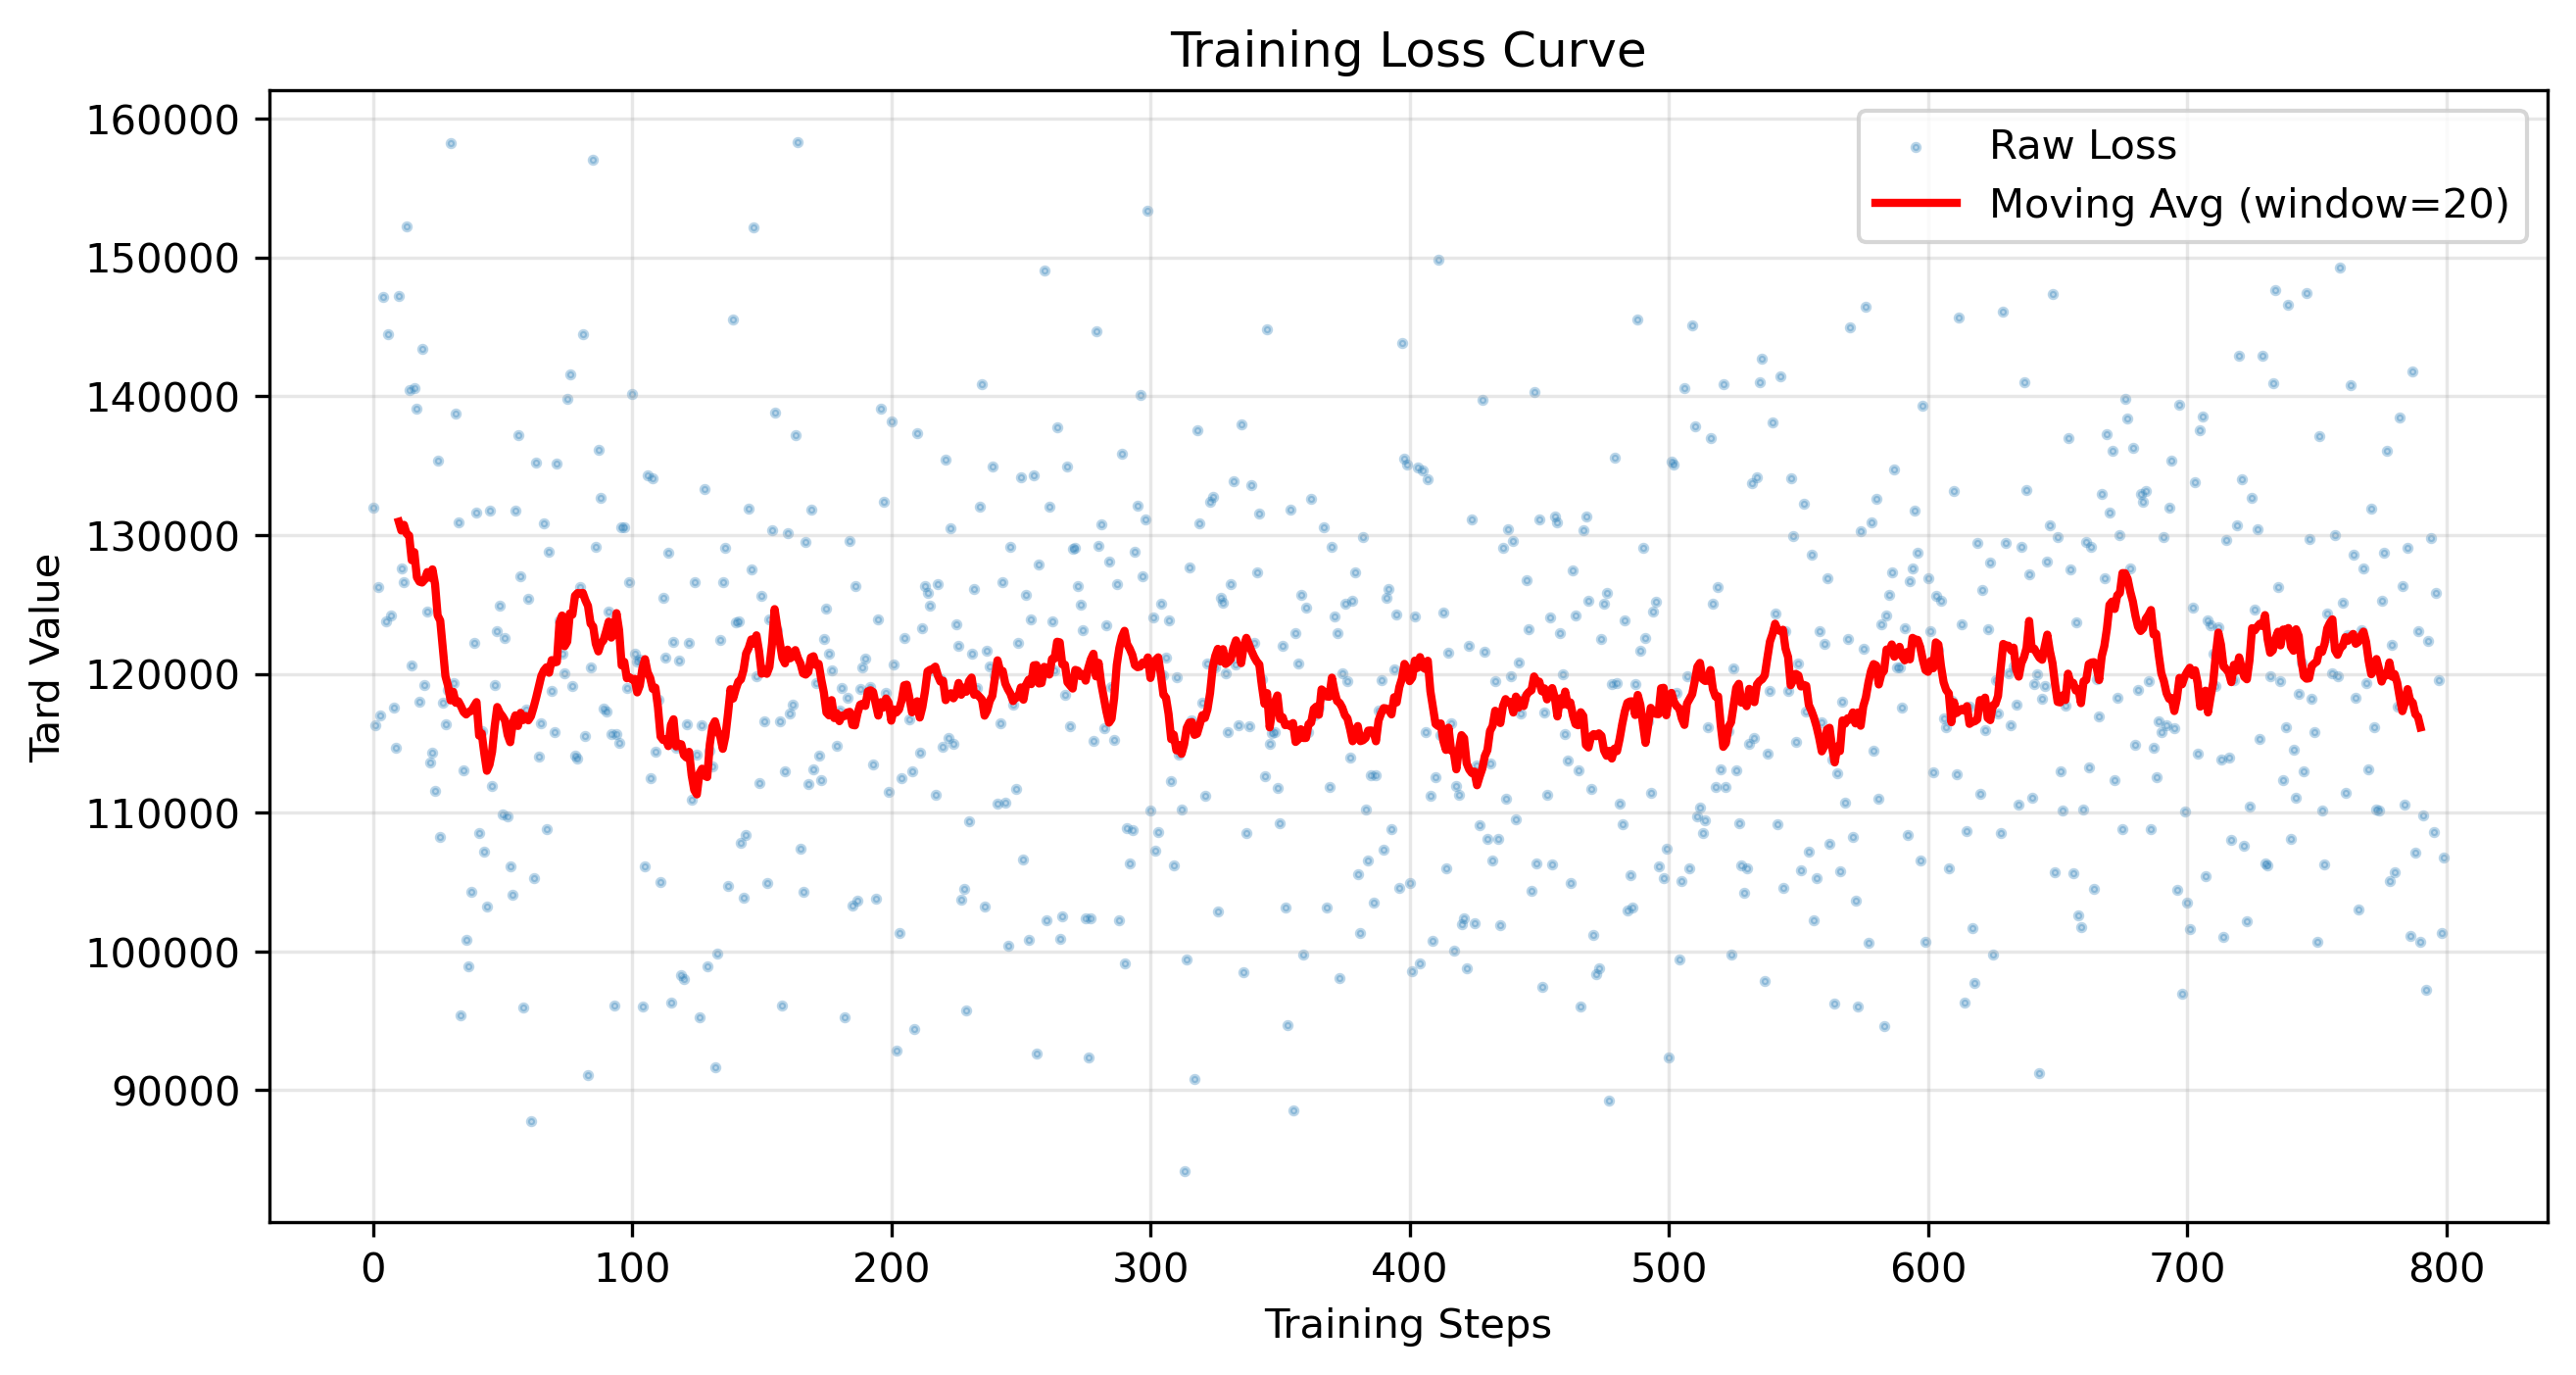 Training Loss Curve
Raw Loss
Moving Avg (window=20)
Tard Value
160000
150000
140000
130000
120000
110000
100000
90000
0 100 200 300 400 500 600 700 800
Training Steps